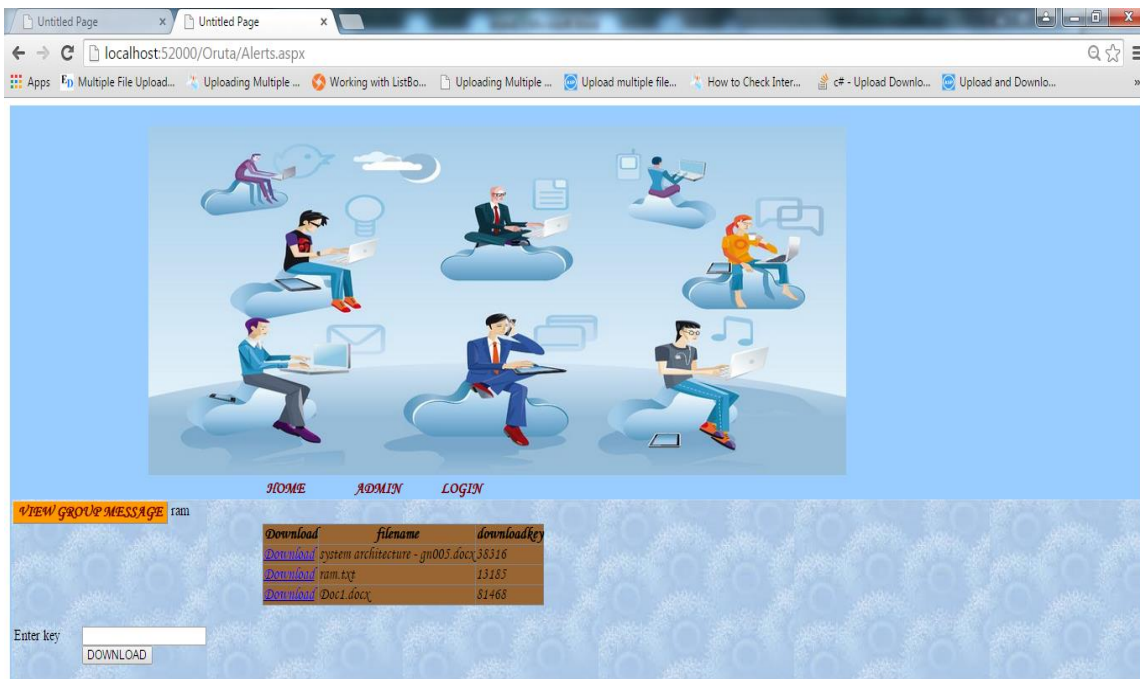 Untitled Page x Untitled Page x
localhost:52000/Oruta/Alerts.aspx
Apps ED Multiple File Upload... Uploading Multiple ... Working with ListBo... Uploading Multiple ... Upload multiple file... How to Check Inter... c# - Upload Downlo... Upload and Downlo... »
HOME ADMIN LOGIN
VIEW GROUP MESSAGE ram
Download filename downloadkey
Download system architecture - gn005.docx 38316
Download ram.txt 13185
Download Doc1.docx 81468
Enter key
DOWNLOAD